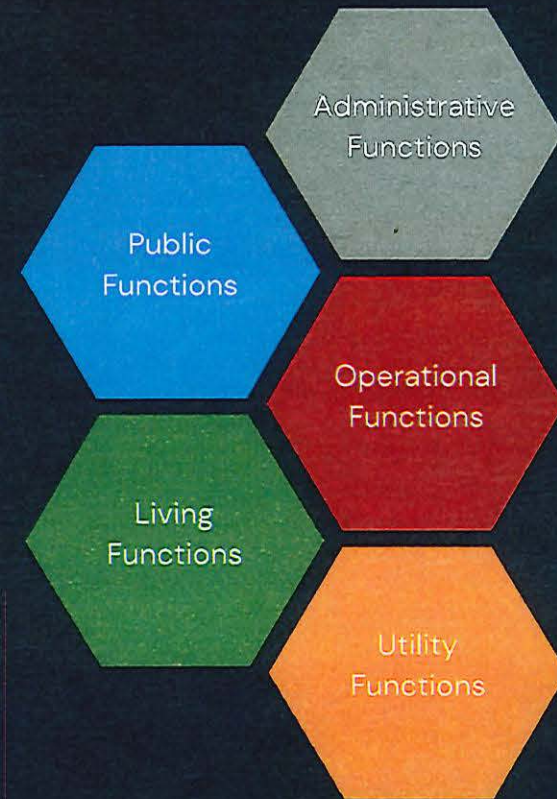 Administrative
Functions
Public
Functions
Operational
Functions
Living
Functions
Utility
Functions